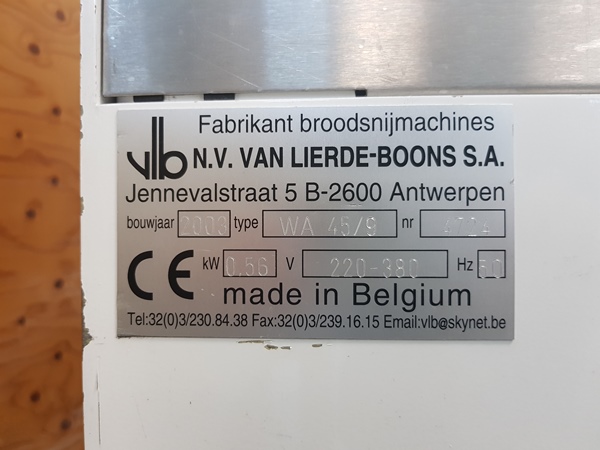 vlb Fabrikant broodsnijmachines
N.V. VAN LIERDE-BOONS S.A.
Jennevalstraat 5 B-2600 Antwerpen
bouwjaar 2003 type WA 45/9 nr 4724
CE kW 0.56 V 220-380 Hz 50
made in Belgium
Tel:32(0)3/230.84.38 Fax:32(0)3/239.16.15 Email:vlb@skynet.be